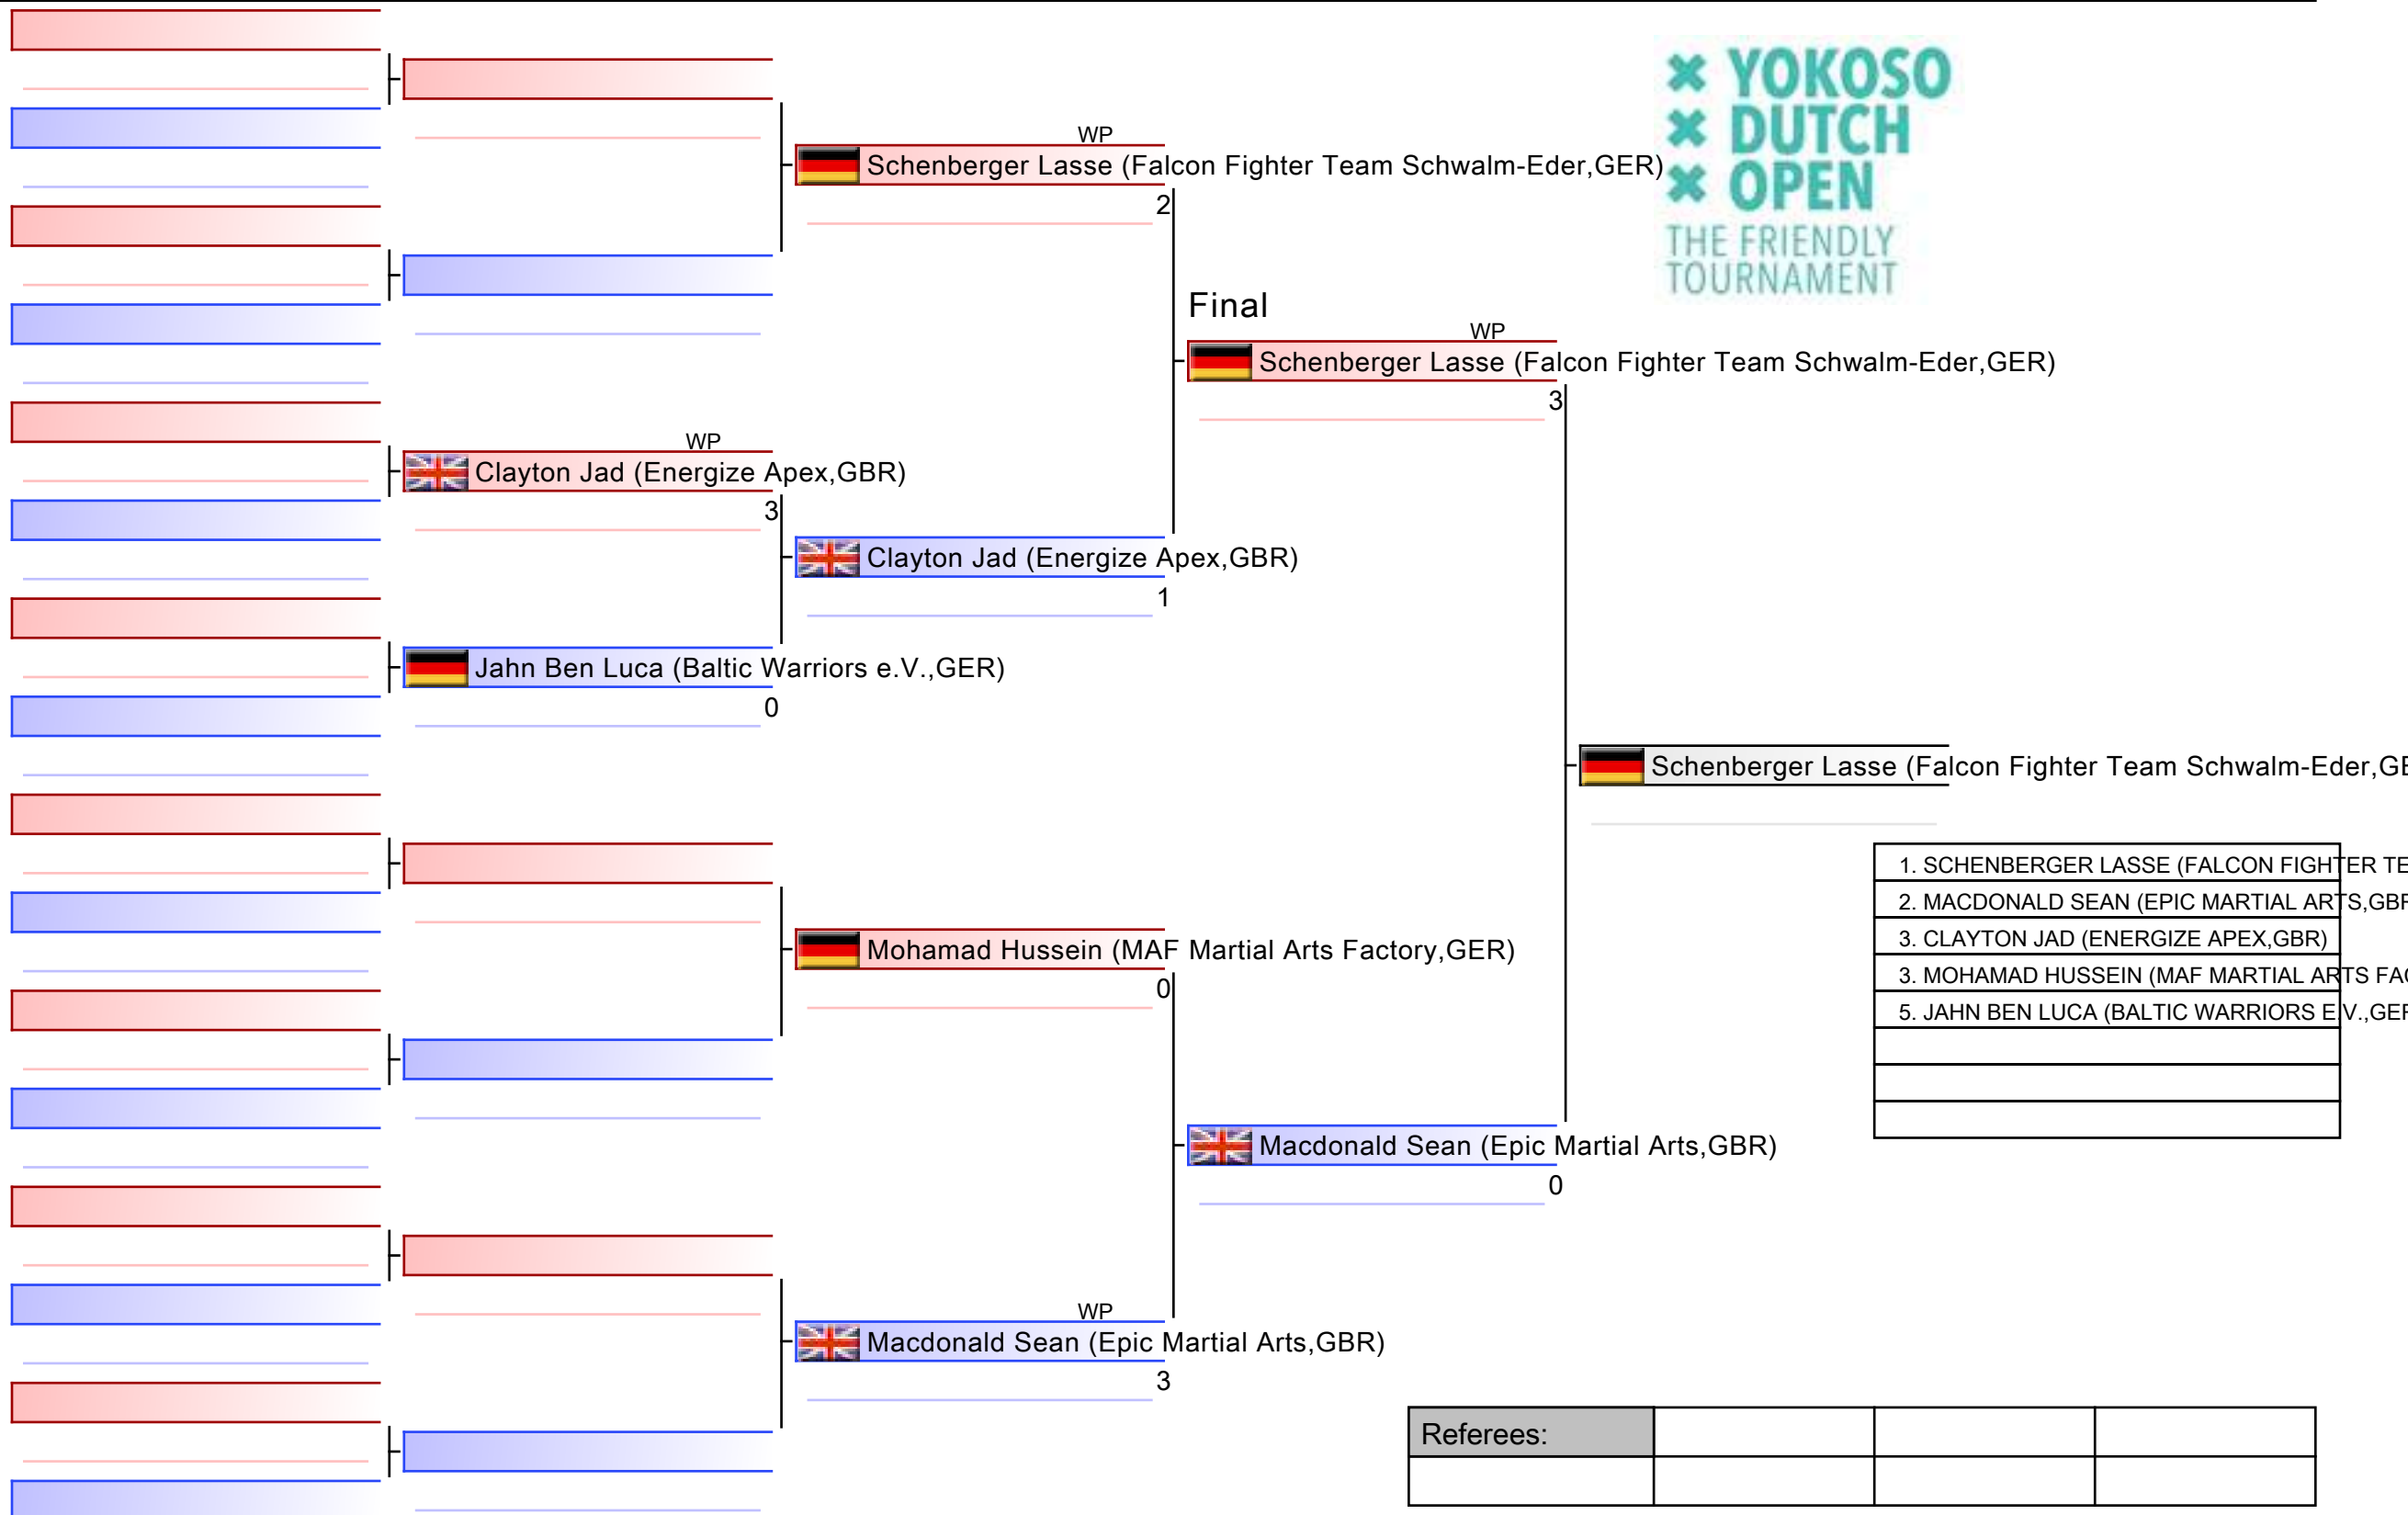 YOKOSO
DUTCH
OPEN
THE FRIENDLY
TOURNAMENT
WP
Schenberger Lasse (Falcon Fighter Team Schwalm-Eder,GER)
2
Final
WP
Schenberger Lasse (Falcon Fighter Team Schwalm-Eder,GER)
3
WP
Clayton Jad (Energize Apex,GBR)
3
Clayton Jad (Energize Apex,GBR)
1
Jahn Ben Luca (Baltic Warriors e.V.,GER)
0
Schenberger Lasse (Falcon Fighter Team Schwalm-Eder,GE
1. SCHENBERGER LASSE (FALCON FIGHTER TE
2. MACDONALD SEAN (EPIC MARTIAL ARTS,GBR
3. CLAYTON JAD (ENERGIZE APEX,GBR)
3. MOHAMAD HUSSEIN (MAF MARTIAL ARTS FAC
5. JAHN BEN LUCA (BALTIC WARRIORS E.V.,GER
Mohamad Hussein (MAF Martial Arts Factory,GER)
0
Macdonald Sean (Epic Martial Arts,GBR)
0
WP
Macdonald Sean (Epic Martial Arts,GBR)
3
Referees: